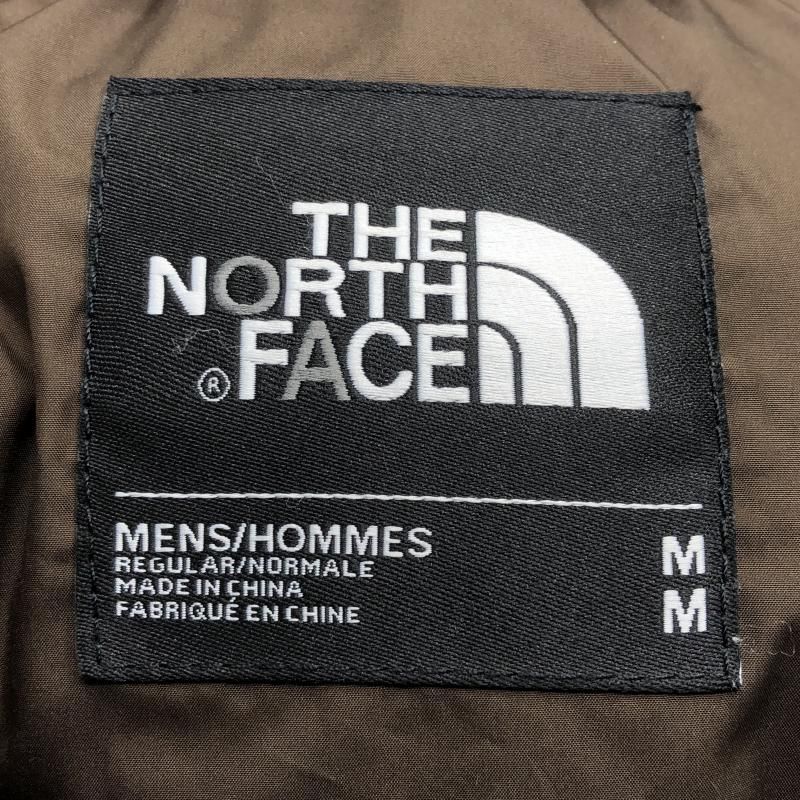 THE
NORTH
® FACE
MENS/HOMMES M
REGULAR/NORMALE
MADE IN CHINA M
FABRIQUÉ EN CHINE